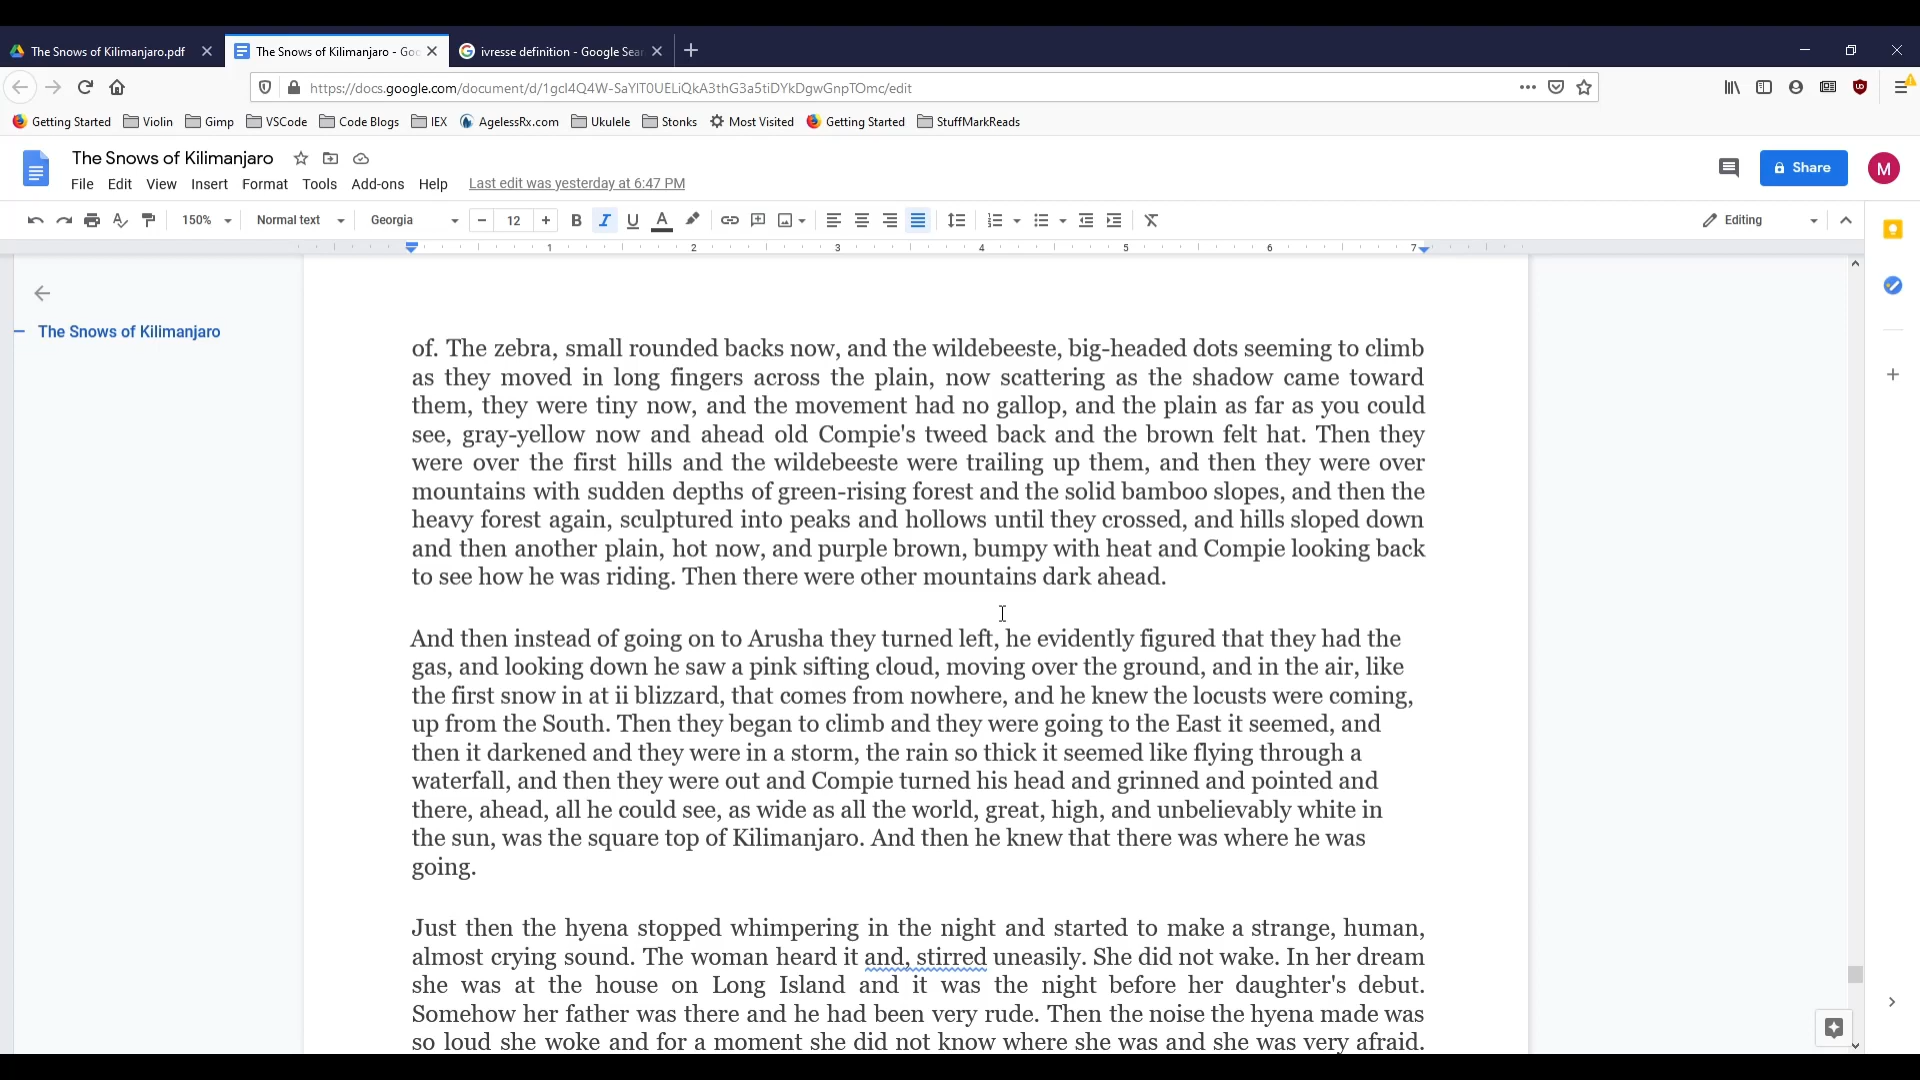 The Snows of Kilimanjaro.pdf
The Snows of Kilimanjaro - Goo
ivresse definition - Google Sear
https://docs.google.com/document/d/1gcl4Q4W-SaYlT0UELiQkA3thG3a5tiDYkDgwGnpTOmc/edit
Getting Started Violin Gimp VSCode Code Blogs IEX AgelessRx.com Ukulele Stonks Most Visited Getting Started StuffMarkReads
The Snows of Kilimanjaro
Share
M
File Edit View Insert Format Tools Add-ons Help Last edit was yesterday at 6:47 PM
150% Normal text Georgia 12 B I U A Editing
1 2 3 4 5 6 7
The Snows of Kilimanjaro
of. The zebra, small rounded backs now, and the wildebeeste, big-headed dots seeming to climb
as they moved in long fingers across the plain, now scattering as the shadow came toward
them, they were tiny now, and the movement had no gallop, and the plain as far as you could
see, gray-yellow now and ahead old Compie's tweed back and the brown felt hat. Then they
were over the first hills and the wildebeeste were trailing up them, and then they were over
mountains with sudden depths of green-rising forest and the solid bamboo slopes, and then the
heavy forest again, sculptured into peaks and hollows until they crossed, and hills sloped down
and then another plain, hot now, and purple brown, bumpy with heat and Compie looking back
to see how he was riding. Then there were other mountains dark ahead.
And then instead of going on to Arusha they turned left, he evidently figured that they had the
gas, and looking down he saw a pink sifting cloud, moving over the ground, and in the air, like
the first snow in at ii blizzard, that comes from nowhere, and he knew the locusts were coming,
up from the South. Then they began to climb and they were going to the East it seemed, and
then it darkened and they were in a storm, the rain so thick it seemed like flying through a
waterfall, and then they were out and Compie turned his head and grinned and pointed and
there, ahead, all he could see, as wide as all the world, great, high, and unbelievably white in
the sun, was the square top of Kilimanjaro. And then he knew that there was where he was
going.
Just then the hyena stopped whimpering in the night and started to make a strange, human,
almost crying sound. The woman heard it and, stirred uneasily. She did not wake. In her dream
she was at the house on Long Island and it was the night before her daughter's debut.
Somehow her father was there and he had been very rude. Then the noise the hyena made was
so loud she woke and for a moment she did not know where she was and she was very afraid.